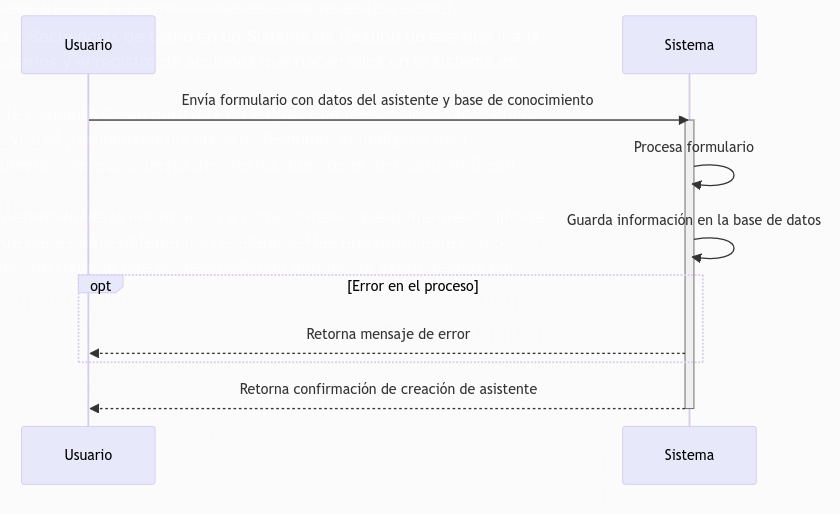 Usuario
Sistema
Envía formulario con datos del asistente y base de conocimiento
Procesa formulario
Guarda información en la base de datos
opt
[Error en el proceso]
Retorna mensaje de error
Retorna confirmación de creación de asistente
Usuario
Sistema